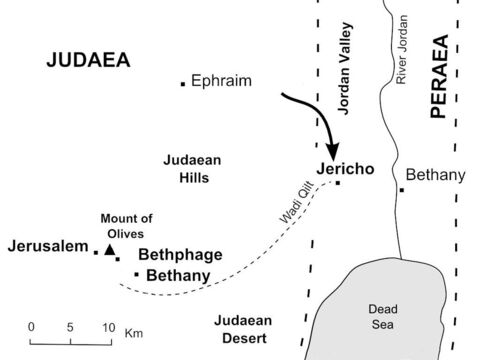 JUDAEA
Ephraim
Jordan Valley
River Jordan
PERAEA
Judaean
Hills
Jericho
Bethany
Wadi Qilt
Mount of
Olives
Jerusalem
Bethphage
Bethany
Dead
Sea
Judaean
Desert
0 5 10 Km